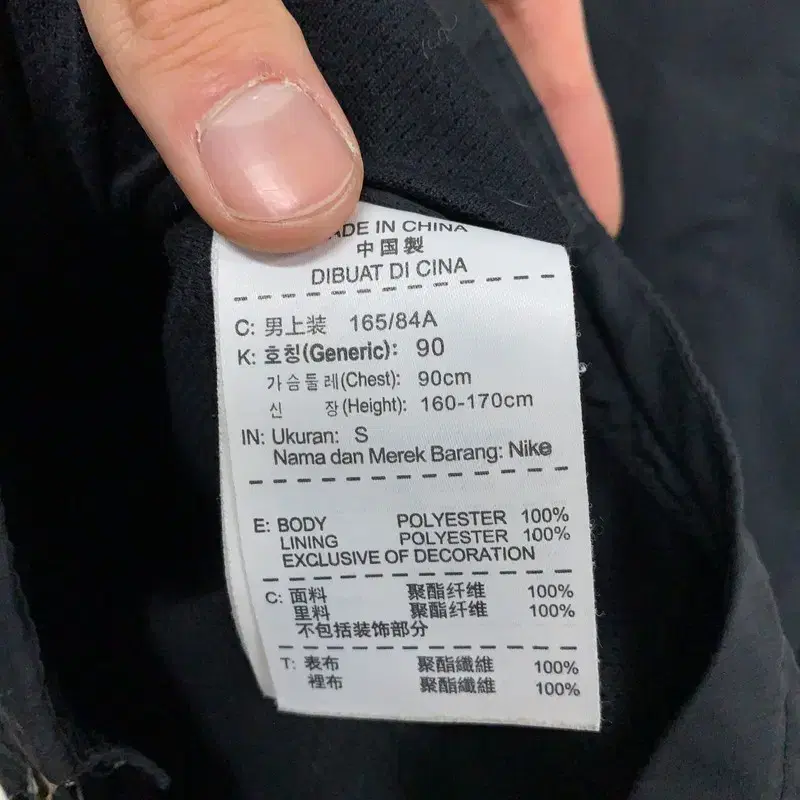 MADE IN CHINA
中国製
DIBUAT DI CINA
C: 男上装 165/84A
K: 호칭(Generic): 90
가슴둘레(Chest): 90cm
신 장(Height): 160-170cm
IN: Ukuran: S
Nama dan Merek Barang: Nike
E: BODY POLYESTER 100%
LINING POLYESTER 100%
EXCLUSIVE OF DECORATION
C: 面料 聚酯纤维 100%
里料 聚酯纤维 100%
不包括装饰部分
T: 表布 聚酯纖維 100%
裡布 聚酯纖維 100%